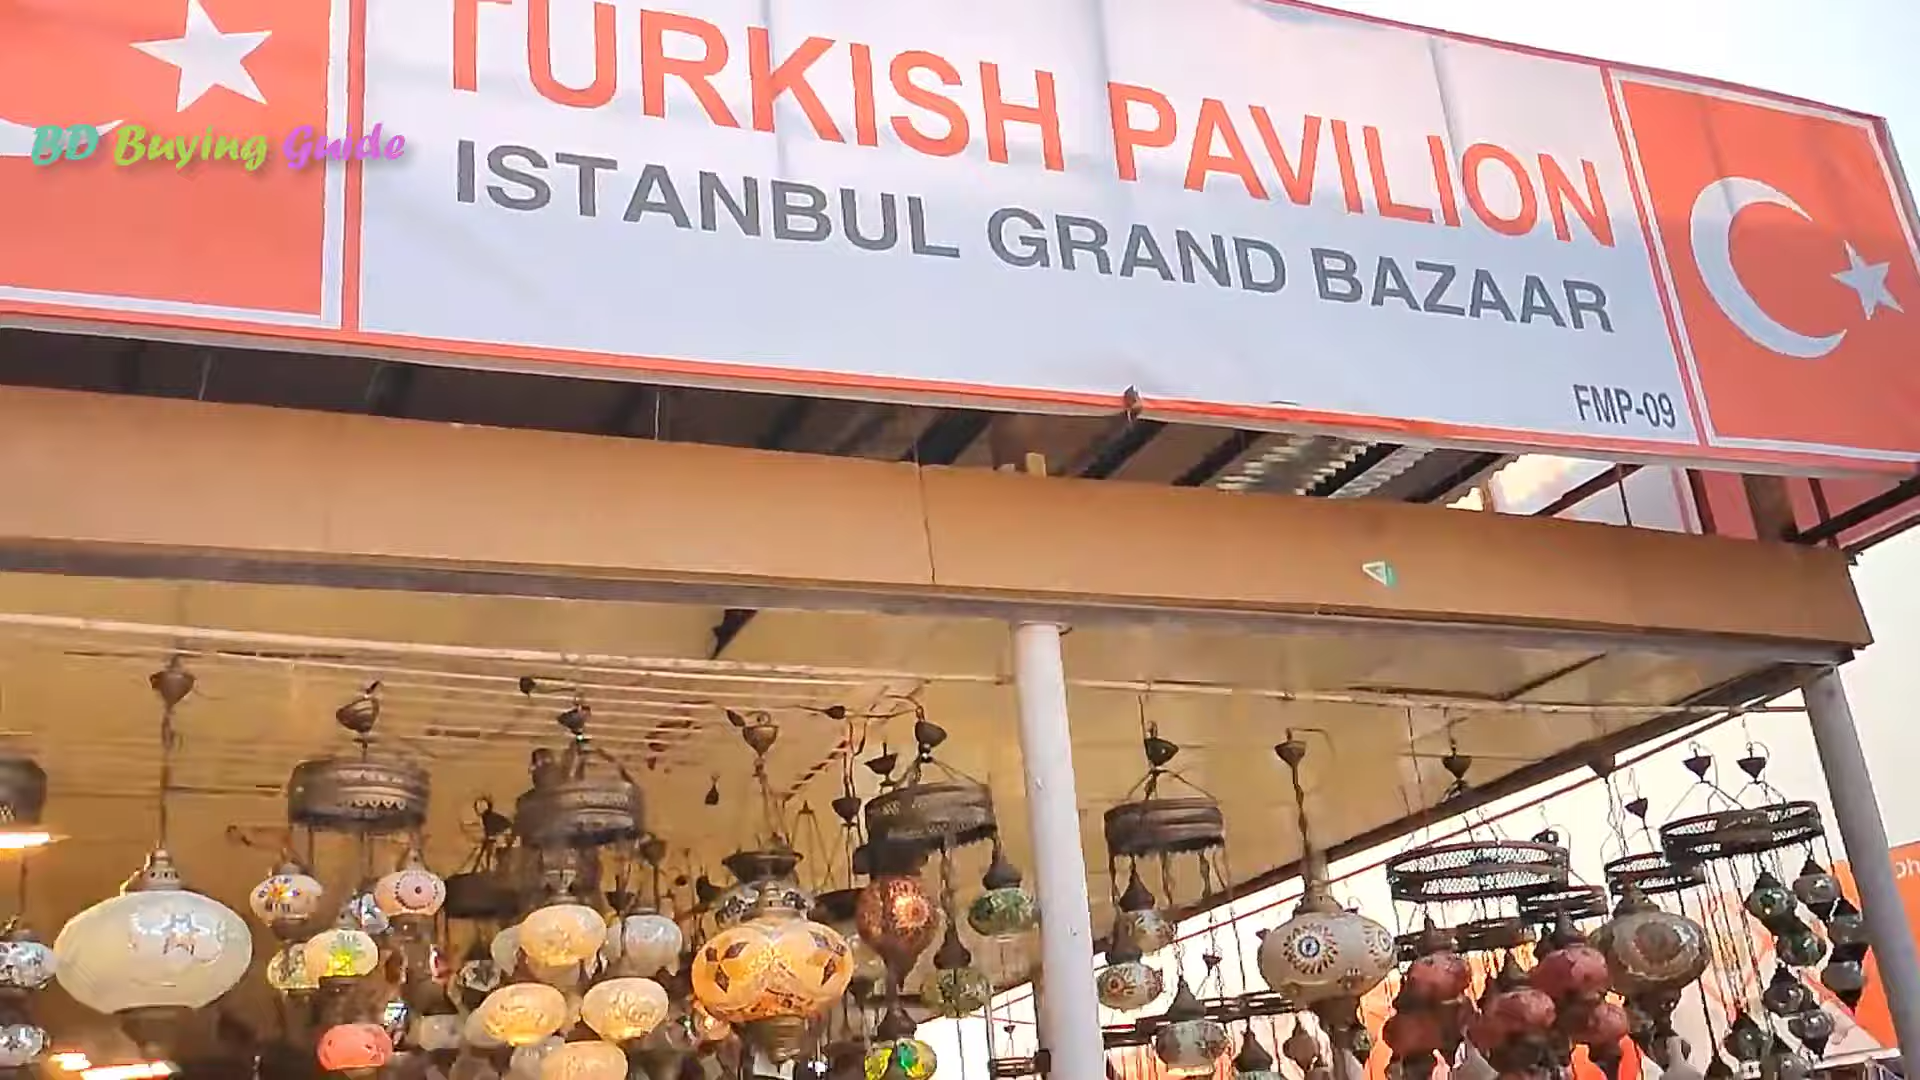 TURKISH PAVILION
BD Buying Guide
ISTANBUL GRAND BAZAAR
FMP-09